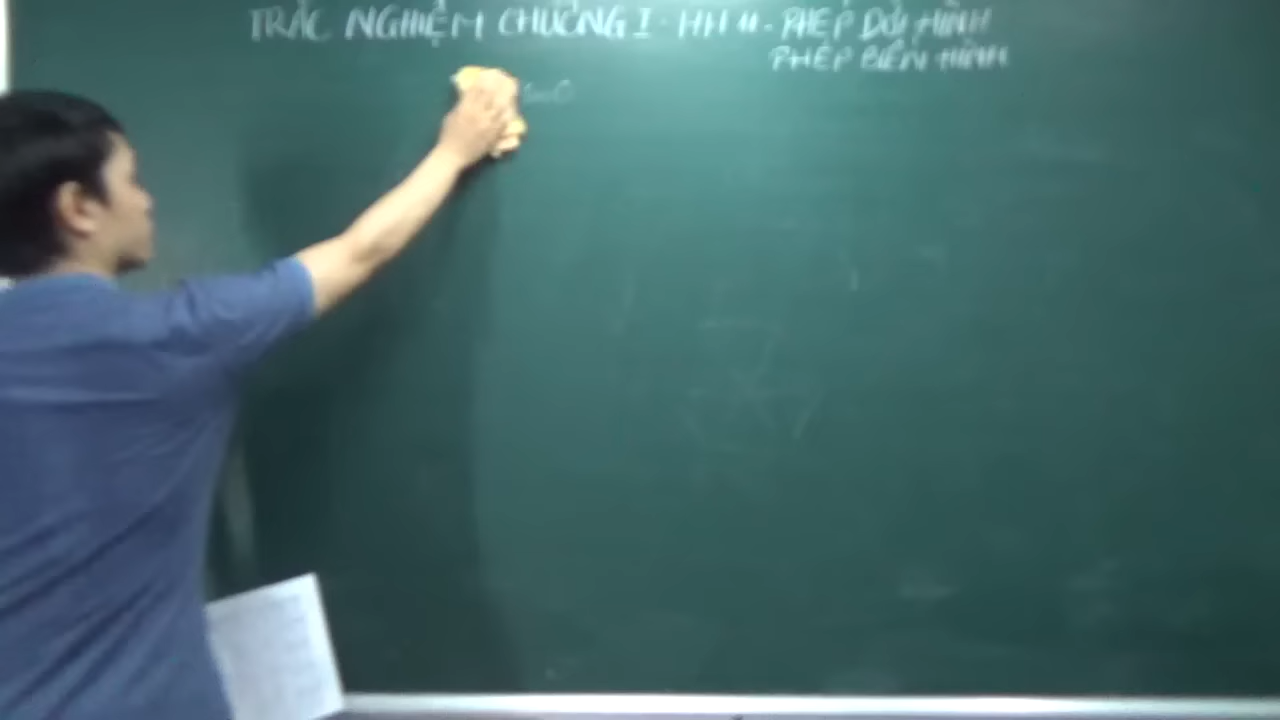 TRẮC NGHIỆM CHƯƠNG I - HH 11 - PHÉP DỜI HÌNH
PHÉP BIẾN HÌNH